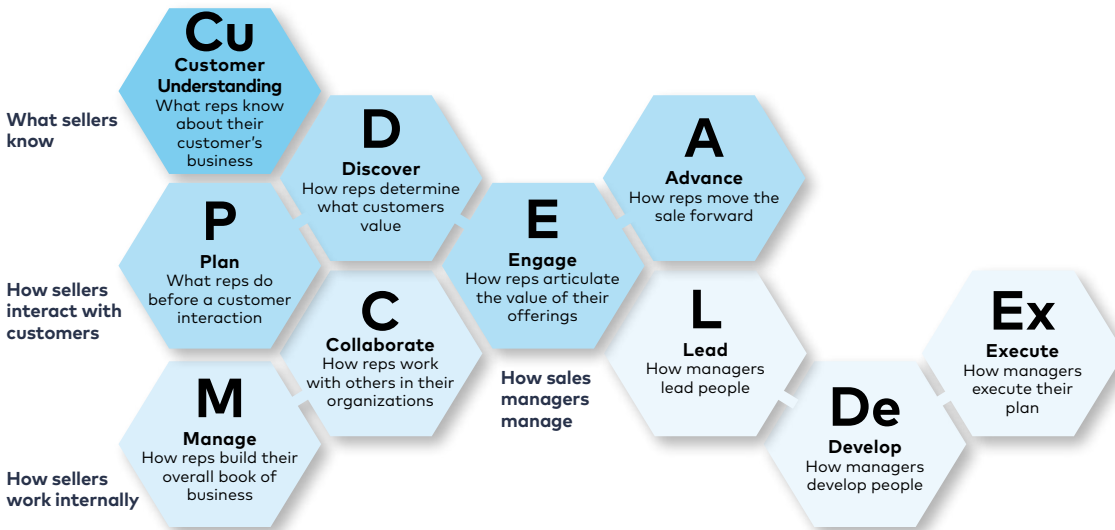 What sellers
know
Cu
Customer
Understanding
What reps know
about their
customer's
business
D
Discover
How reps determine
what customers
value
A
Advance
How reps move the
sale forward
How sellers
interact with
customers
P
Plan
What reps do
before a customer
interaction
E
Engage
How reps articulate
the value of their
offerings
How sellers
work internally
M
Manage
How reps build their
overall book of
business
C
Collaborate
How reps work
with others in their
organizations
How sales
managers
manage
L
Lead
How managers
lead people
De
Develop
How managers
develop people
Ex
Execute
How managers
execute their
plan